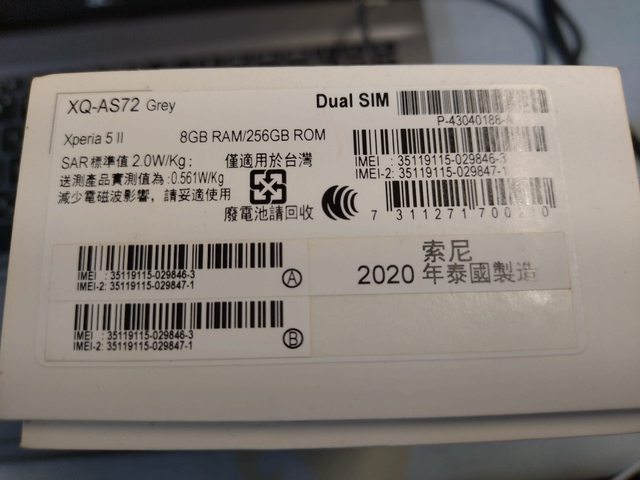 XQ-AS72 Grey
Dual SIM
P-43040188-
Xperia 5 II
8GB RAM/256GB ROM
SAR標準值 2.0W/Kg;
送測產品實測值為:0.561W/Kg
減少電磁波影響,請妥適使用
僅適用於台灣
廢電池請回收
IMEI : 35119115-029846-3
IMEI-2: 35119115-029847-1
7 311271 700210
IMEI : 35119115-029846-3
IMEI-2: 35119115-029847-1
A
索尼
2020 年泰國製造
IMEI : 35119115-029846-3
IMEI-2: 35119115-029847-1
B